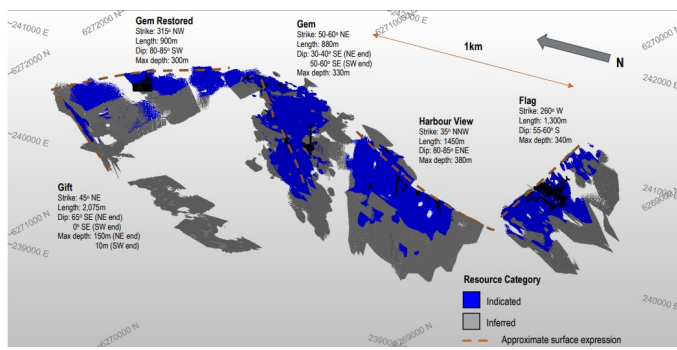 241000 E
6272000 N
6272000 N
Gem Restored
Strike: 315º NW
Length: 900m
Dip: 80-85º SW
Max depth: 300m
Gem
Strike: 50-60º NE
Length: 880m
Dip: 30-40º SE (NE end)
50-60º SE (SW end)
Max depth: 330m
242000 E
6271000 N
1km
N
242000 E
Harbour View
Strike: 35º NNW
Length: 1450m
Dip: 80-85º ENE
Max depth: 380m
Flag
Strike: 260º W
Length: 1,300m
Dip: 55-60º S
Max depth: 340m
240000 E
Gift
Strike: 45º NE
Length: 2,075m
Dip: 65º SE (NE end)
0º SE (SW end)
Max depth: 150m (NE end)
10m (SW end)
6271000 N
239000 E
241000 E
6269000 N
Resource Category
Indicated
Inferred
Approximate surface expression
240000 E
6270000 N
239000 E
6269000 N